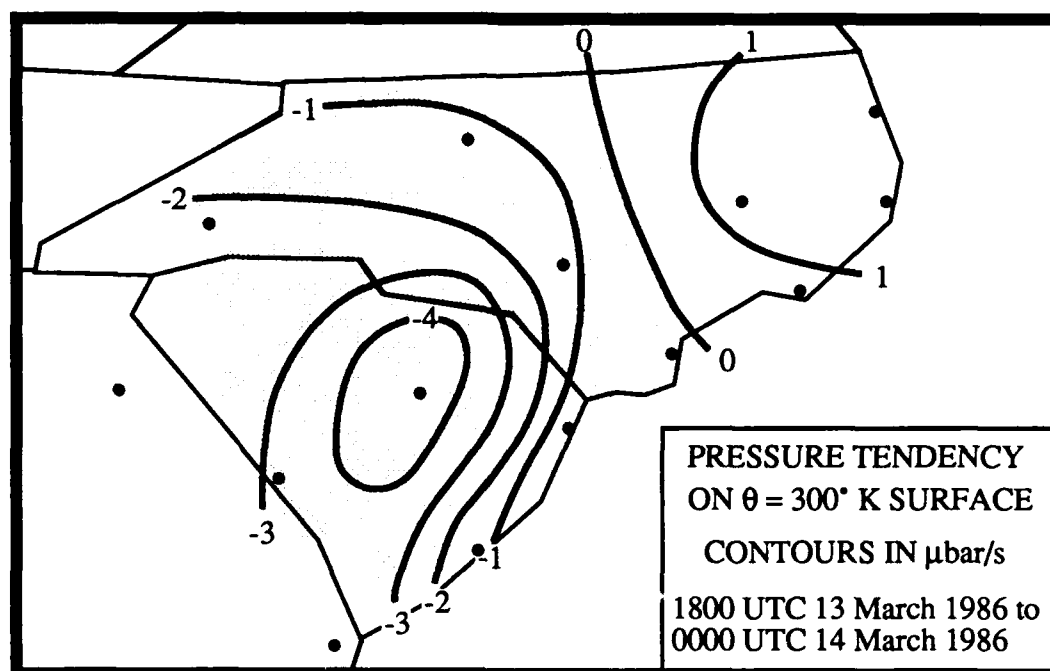 0
1
-1
-2
1
-4
0
-3
-1
-2
-3
PRESSURE TENDENCY
ON θ = 300° K SURFACE
CONTOURS IN μbar/s
1800 UTC 13 March 1986 to
0000 UTC 14 March 1986